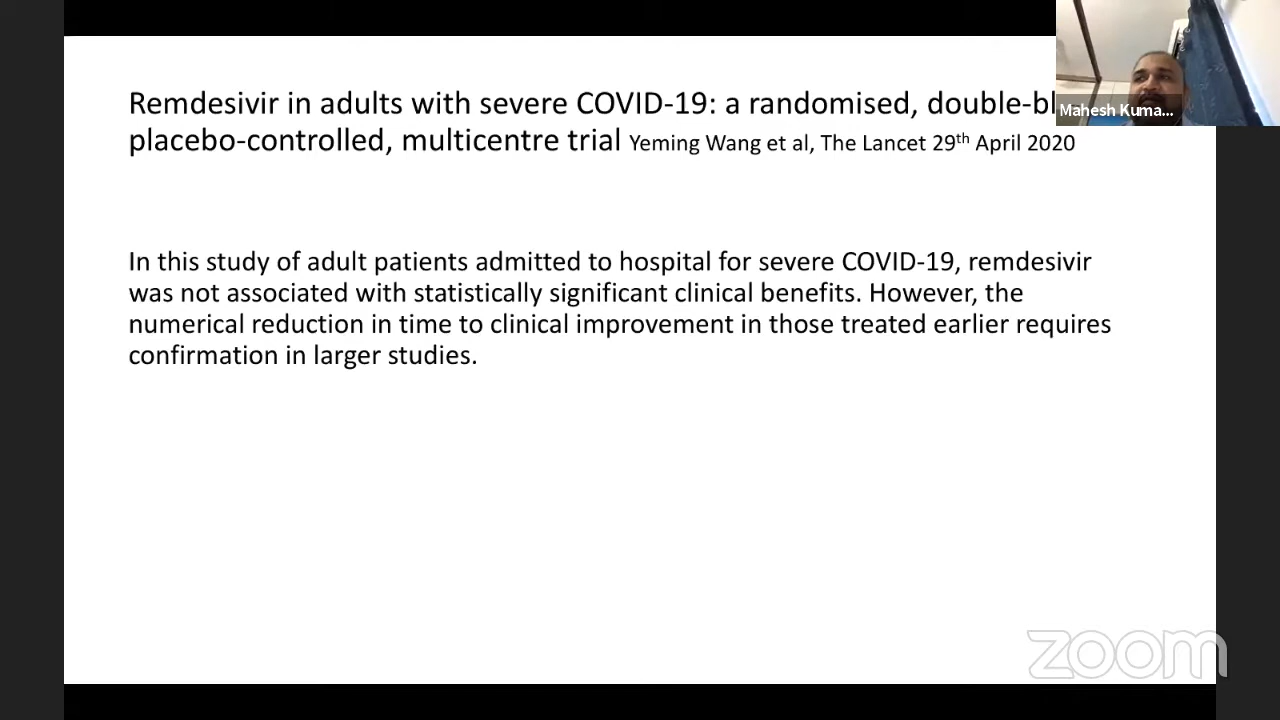 Remdesivir in adults with severe COVID-19: a randomised, double-bl
placebo-controlled, multicentre trial Yeming Wang et al, The Lancet 29th April 2020
Mahesh Kuma...
In this study of adult patients admitted to hospital for severe COVID-19, remdesivir
was not associated with statistically significant clinical benefits. However, the
numerical reduction in time to clinical improvement in those treated earlier requires
confirmation in larger studies.
zoom